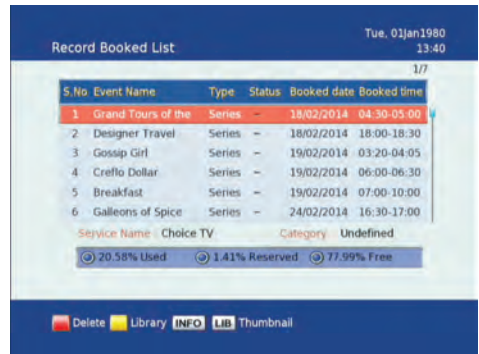 Tue, 01Jan1980
Record Booked List 13:40
1/7
S.No Event Name Type Status Booked date Booked time
1 Grand Tours of the Series – 18/02/2014 04:30-05:00
2 Designer Travel Series – 18/02/2014 18:00-18:30
3 Gossip Girl Series – 19/02/2014 03:20-04:05
4 Creflo Dollar Series – 19/02/2014 06:00-06:30
5 Breakfast Series – 19/02/2014 07:00-10:00
6 Galleons of Spice Series – 24/02/2014 16:30-17:00
Service Name Choice TV Category Undefined
20.58% Used 1.41% Reserved 77.99% Free
Delete Library INFO LIB Thumbnail